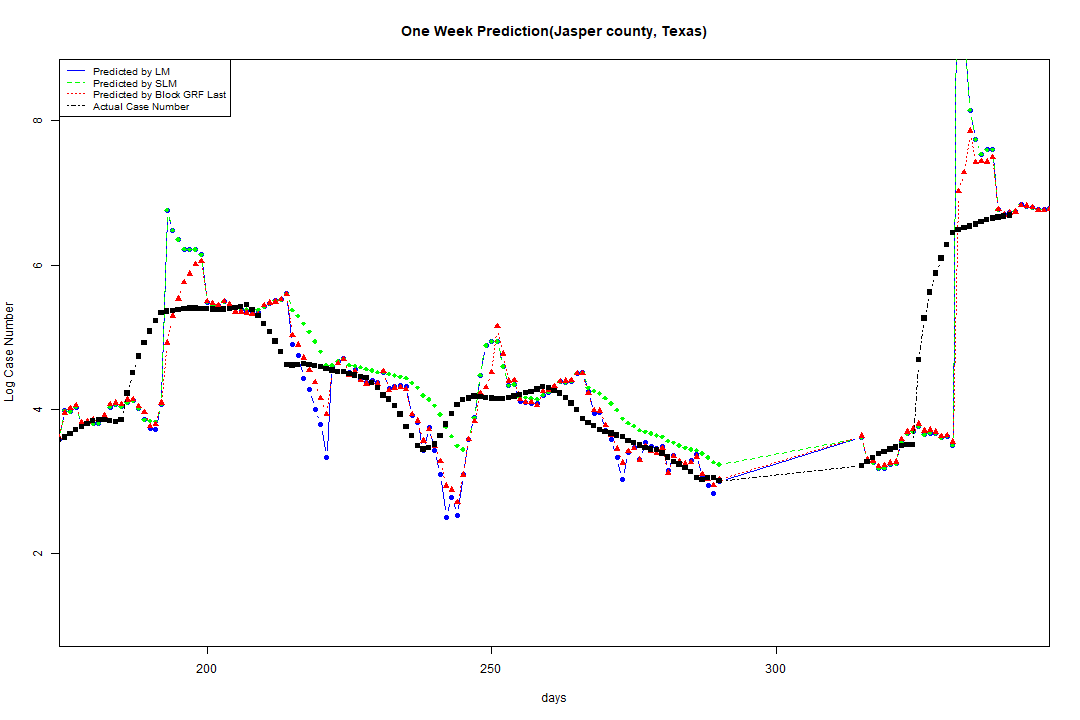 One Week Prediction(Jasper county, Texas)
Predicted by LM
Predicted by SLM
Predicted by Block GRF Last
Actual Case Number
8
6
4
2
Log Case Number
200
250
300
days